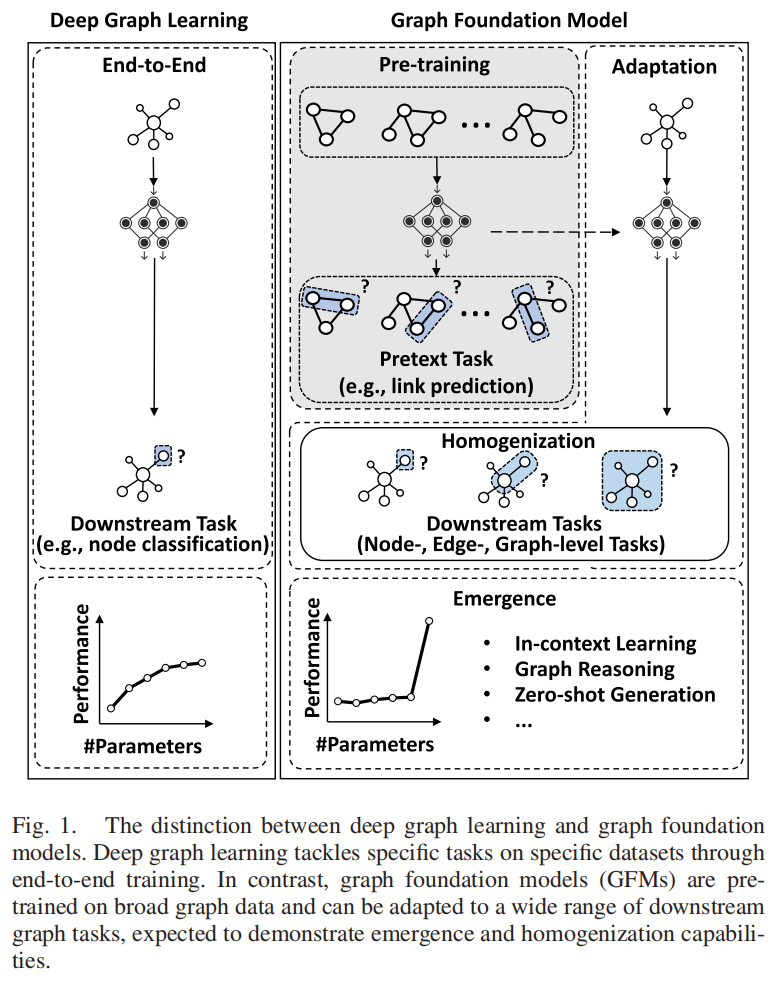 Deep Graph Learning
Graph Foundation Model
End-to-End
Pre-training
Adaptation
...
? ? ... ?
Pretext Task
(e.g., link prediction)
?
Downstream Task
(e.g., node classification)
Homogenization
? ? ?
Downstream Tasks
(Node-, Edge-, Graph-level Tasks)
Performance
#Parameters
Performance
#Parameters
Emergence
• In-context Learning
• Graph Reasoning
• Zero-shot Generation
• ...
Fig. 1. The distinction between deep graph learning and graph foundation
models. Deep graph learning tackles specific tasks on specific datasets through
end-to-end training. In contrast, graph foundation models (GFMs) are pre-
trained on broad graph data and can be adapted to a wide range of downstream
graph tasks, expected to demonstrate emergence and homogenization capabili-
ties.